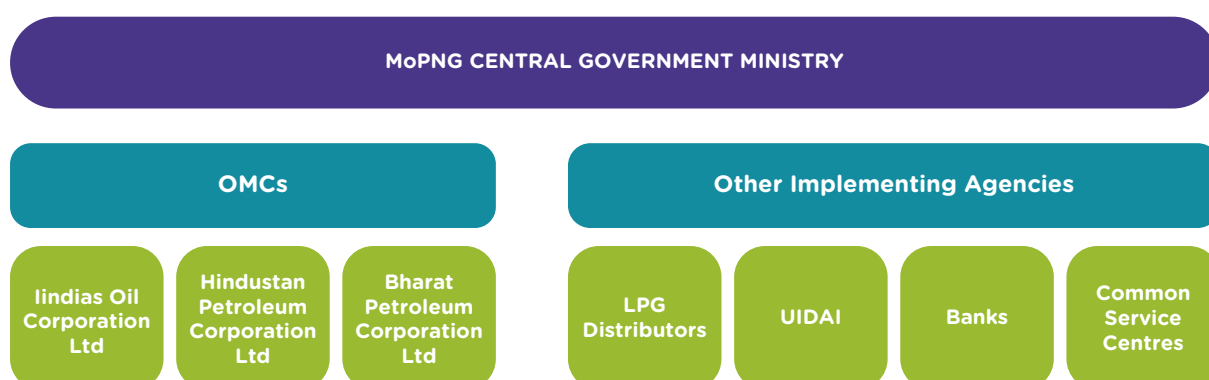 MoPNG CENTRAL GOVERNMENT MINISTRY
OMCs
Other Implementing Agencies
Iindias Oil
Corporation
Ltd
Hindustan
Petroleum
Corporation
Ltd
Bharat
Petroleum
Corporation
Ltd
LPG
Distributors
UIDAI
Banks
Common
Service
Centres